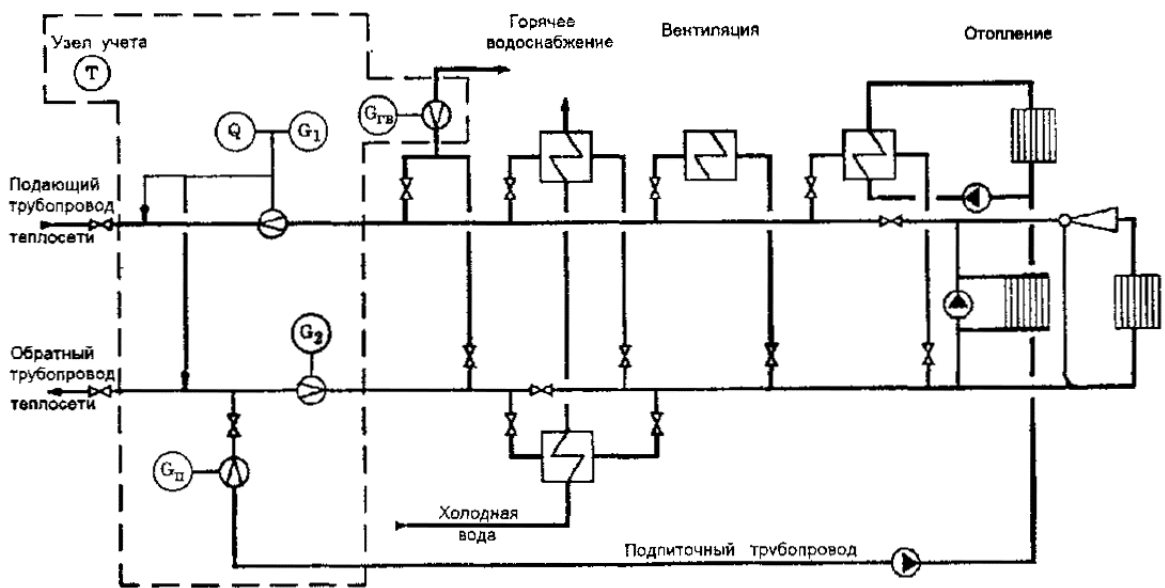 Узел учета
T
Горячее
водоснабжение
Вентиляция
Отопление
Q
G1
GГВ
Подающий
трубопровод
теплосети
G2
Обратный
трубопровод
теплосети
GП
Холодная
вода
Подпиточный трубопровод